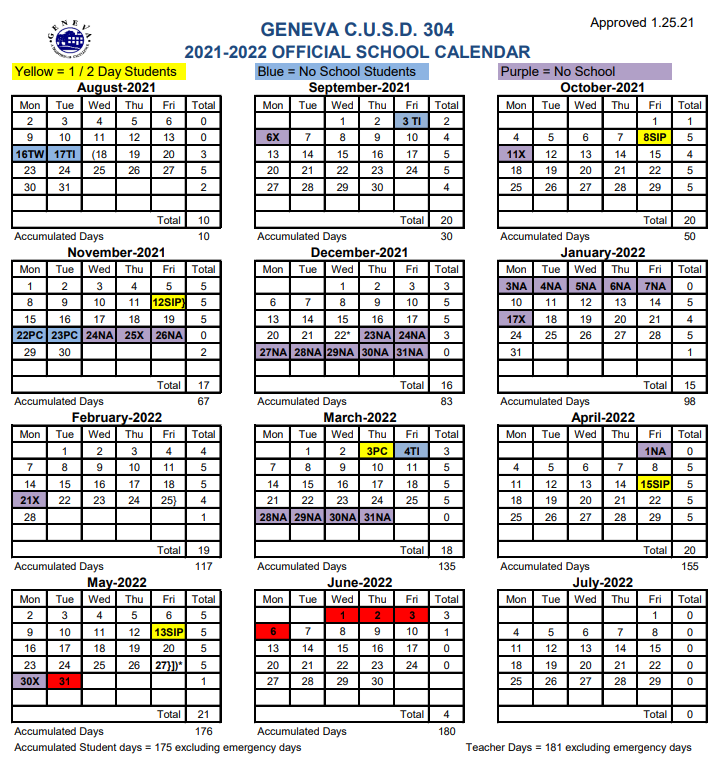 GENEVA
Approved 1.25.21
GENEVA C.U.S.D. 304
2021-2022 OFFICIAL SCHOOL CALENDAR
Yellow = 1 / 2 Day Students
Blue = No School Students
Purple = No School
August-2021
Mon Tue Wed Thu Fri Total
2 3 4 5 6 0
9 10 11 12 13 0
16TW 17TI (18 19 20 3
23 24 25 26 27 5
30 31 2
Total 10
Accumulated Days 10
September-2021
Mon Tue Wed Thu Fri Total
1 2 3 TI 2
6X 7 8 9 10 4
13 14 15 16 17 5
20 21 22 23 24 5
27 28 29 30 4
Total 20
Accumulated Days 30
October-2021
Mon Tue Wed Thu Fri Total
1 1
4 5 6 7 8SIP 5
11X 12 13 14 15 4
18 19 20 21 22 5
25 26 27 28 29 5
Total 20
Accumulated Days 50
November-2021
Mon Tue Wed Thu Fri Total
1 2 3 4 5 5
8 9 10 11 12SIP} 5
15 16 17 18 19 5
22PC 23PC 24NA 25X 26NA 0
29 30 2
Total 17
Accumulated Days 67
December-2021
Mon Tue Wed Thu Fri Total
1 2 3 3
6 7 8 9 10 5
13 14 15 16 17 5
20 21 22* 23NA 24NA 3
27NA 28NA 29NA 30NA 31NA 0
Total 16
Accumulated Days 83
January-2022
Mon Tue Wed Thu Fri Total
3NA 4NA 5NA 6NA 7NA 0
10 11 12 13 14 5
17X 18 19 20 21 4
24 25 26 27 28 5
31 1
Total 15
Accumulated Days 98
February-2022
Mon Tue Wed Thu Fri Total
1 2 3 4 4
7 8 9 10 11 5
14 15 16 17 18 5
21X 22 23 24 25} 4
28 1
Total 19
Accumulated Days 117
March-2022
Mon Tue Wed Thu Fri Total
1 2 3PC 4TI 3
7 8 9 10 11 5
14 15 16 17 18 5
21 22 23 24 25 5
28NA 29NA 30NA 31NA 0
Total 18
Accumulated Days 135
April-2022
Mon Tue Wed Thu Fri Total
1NA 0
4 5 6 7 8 5
11 12 13 14 15SIP 5
18 19 20 21 22 5
25 26 27 28 29 5
Total 20
Accumulated Days 155
May-2022
Mon Tue Wed Thu Fri Total
2 3 4 5 6 5
9 10 11 12 13SIP 5
16 17 18 19 20 5
23 24 25 26 27}])* 5
30X 31 1
Total 21
Accumulated Days 176
June-2022
Mon Tue Wed Thu Fri Total
1 2 3 3
6 7 8 9 10 1
13 14 15 16 17 0
20 21 22 23 24 0
27 28 29 30
Total 4
Accumulated Days 180
July-2022
Mon Tue Wed Thu Fri Total
1 0
4 5 6 7 8 0
11 12 13 14 15 0
18 19 20 21 22 0
25 26 27 28 29 0
Total 0
Accumulated Student days = 175 excluding emergency days
Teacher Days = 181 excluding emergency days